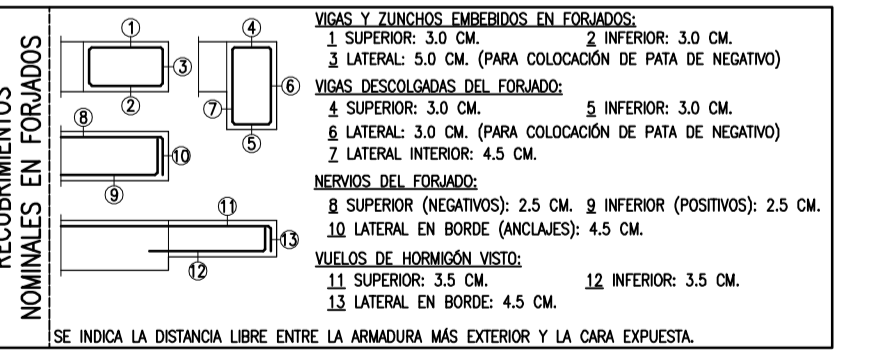 RECUBRIMIENTOS
NOMINALES EN FORJADOS
1
2
3
4
5
6
7
8
9
10
11
12
13
VIGAS Y ZUNCHOS EMBEBIDOS EN FORJADOS:
1 SUPERIOR: 3.0 CM. 2 INFERIOR: 3.0 CM.
3 LATERAL: 5.0 CM. (PARA COLOCACIÓN DE PATA DE NEGATIVO)
VIGAS DESCOLGADAS DEL FORJADO:
4 SUPERIOR: 3.0 CM. 5 INFERIOR: 3.0 CM.
6 LATERAL: 3.0 CM. (PARA COLOCACIÓN DE PATA DE NEGATIVO)
7 LATERAL INTERIOR: 4.5 CM.
NERVIOS DEL FORJADO:
8 SUPERIOR (NEGATIVOS): 2.5 CM. 9 INFERIOR (POSITIVOS): 2.5 CM.
10 LATERAL EN BORDE (ANCLAJES): 4.5 CM.
VUELOS DE HORMIGÓN VISTO:
11 SUPERIOR: 3.5 CM. 12 INFERIOR: 3.5 CM.
13 LATERAL EN BORDE: 4.5 CM.
SE INDICA LA DISTANCIA LIBRE ENTRE LA ARMADURA MÁS EXTERIOR Y LA CARA EXPUESTA.